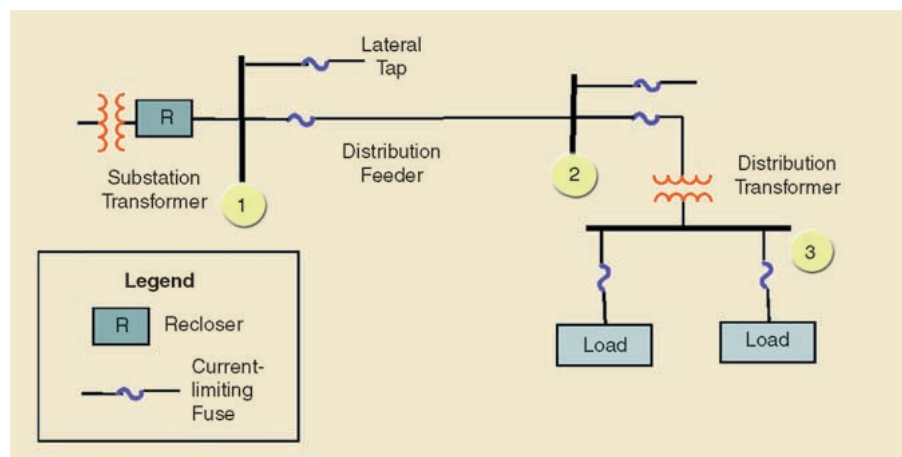 Lateral
Tap
R
Distribution
Feeder
Substation
Transformer
1
2
Distribution
Transformer
3
Load
Load
Legend
R
Recloser
Current-
limiting
Fuse